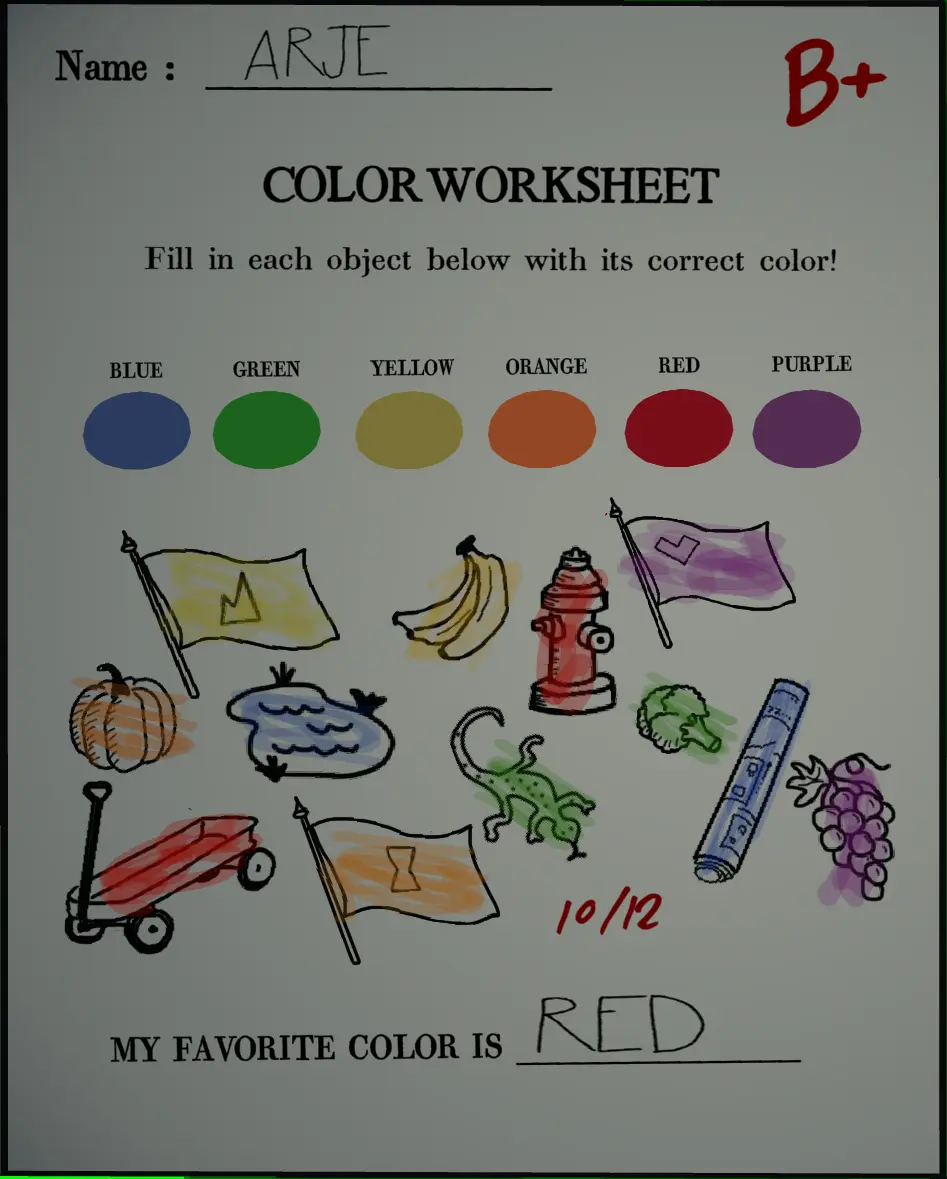 Name : ARJE
B+
COLOR WORKSHEET
Fill in each object below with its correct color!
BLUE GREEN YELLOW ORANGE RED PURPLE
10/12
MY FAVORITE COLOR IS RED